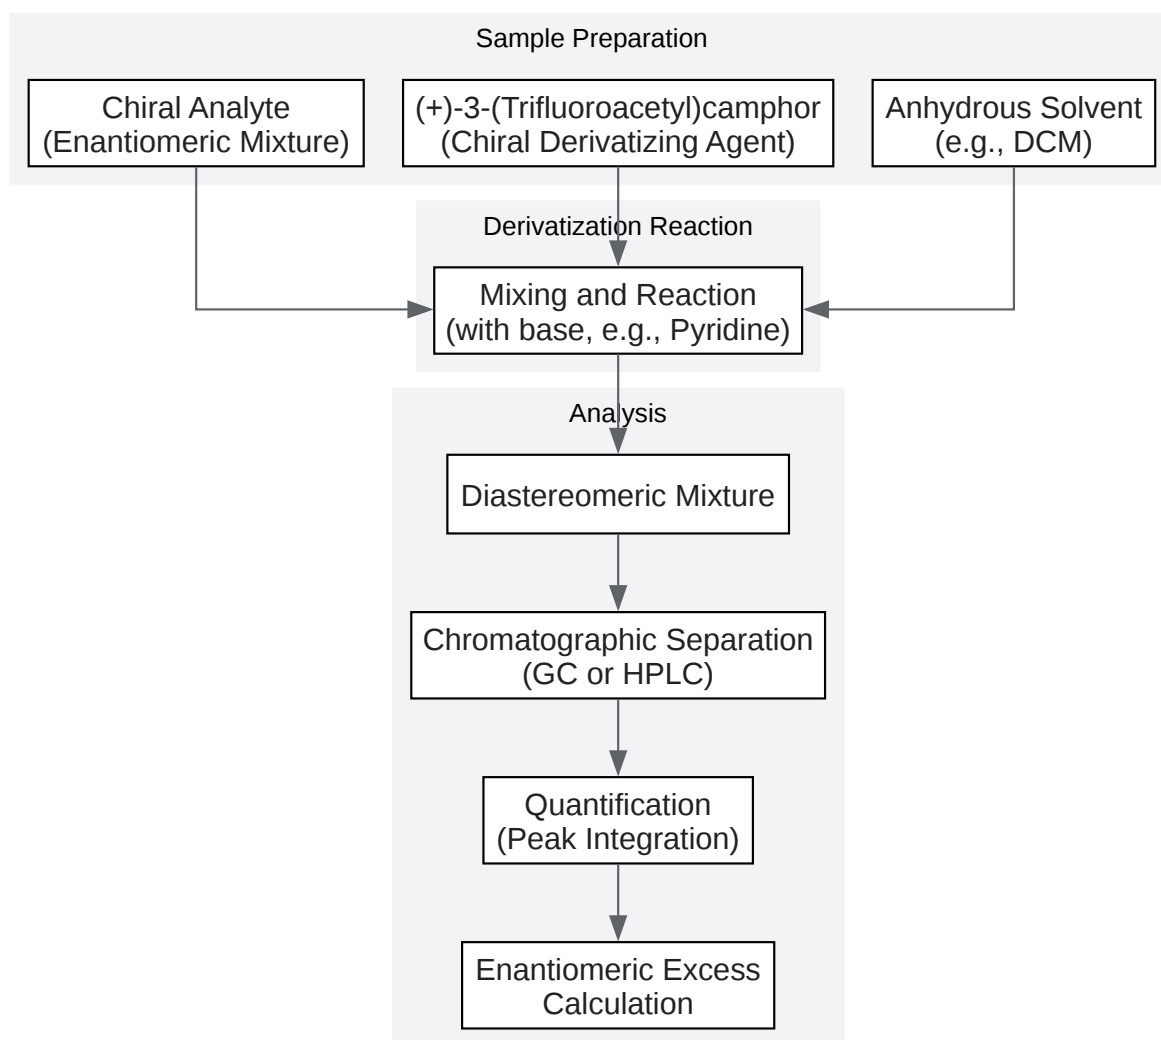 Sample Preparation
Chiral Analyte
(Enantiomeric Mixture)
(+)-3-(Trifluoroacetyl)camphor
(Chiral Derivatizing Agent)
Anhydrous Solvent
(e.g., DCM)
Derivatization Reaction
Mixing and Reaction
(with base, e.g., Pyridine)
Analysis
Diastereomeric Mixture
Chromatographic Separation
(GC or HPLC)
Quantification
(Peak Integration)
Enantiomeric Excess
Calculation